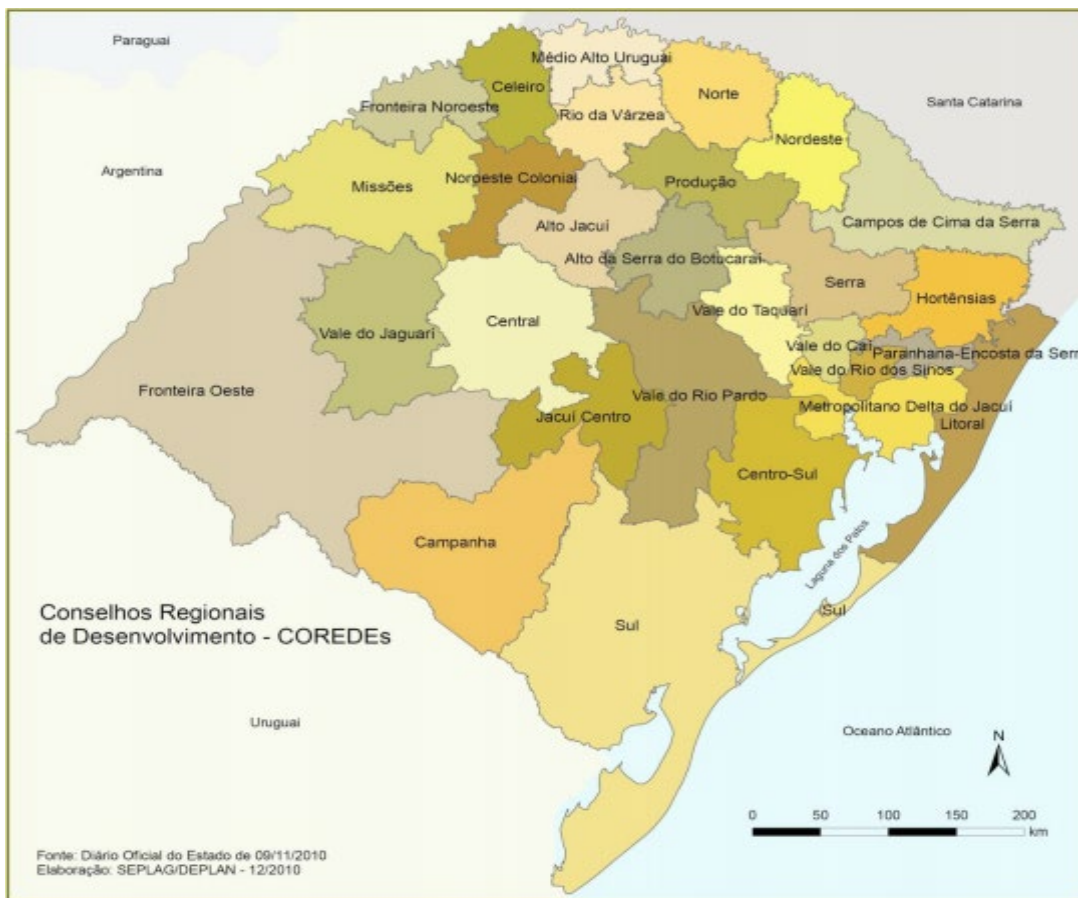 Paraguai
Médio Alto Uruguai
Celeiro
Norte
Santa Catarina
Fronteira Noroeste
Rio da Várzea
Nordeste
Argentina
Noroeste Colonial
Produção
Missões
Alto Jacuí
Campos de Cima da Serra
Alto da Serra do Botucaraí
Serra
Hortênsias
Vale do Taquari
Central
Vale do Jaguari
Vale do Caí
Paranhana-Encosta da Serr
Vale do Rio dos Sinos
Fronteira Oeste
Vale do Rio Pardo
Metropolitano Delta do Jacuí
Jacuí Centro
Litoral
Centro-Sul
Campanha
Laguna dos Patos
Conselhos Regionais
de Desenvolvimento - COREDEs
Sul
Sul
Uruguai
Oceano Atlântico
N
0 50 100 150 200
km
Fonte: Diário Oficial do Estado de 09/11/2010
Elaboração: SEPLAG/DEPLAN - 12/2010